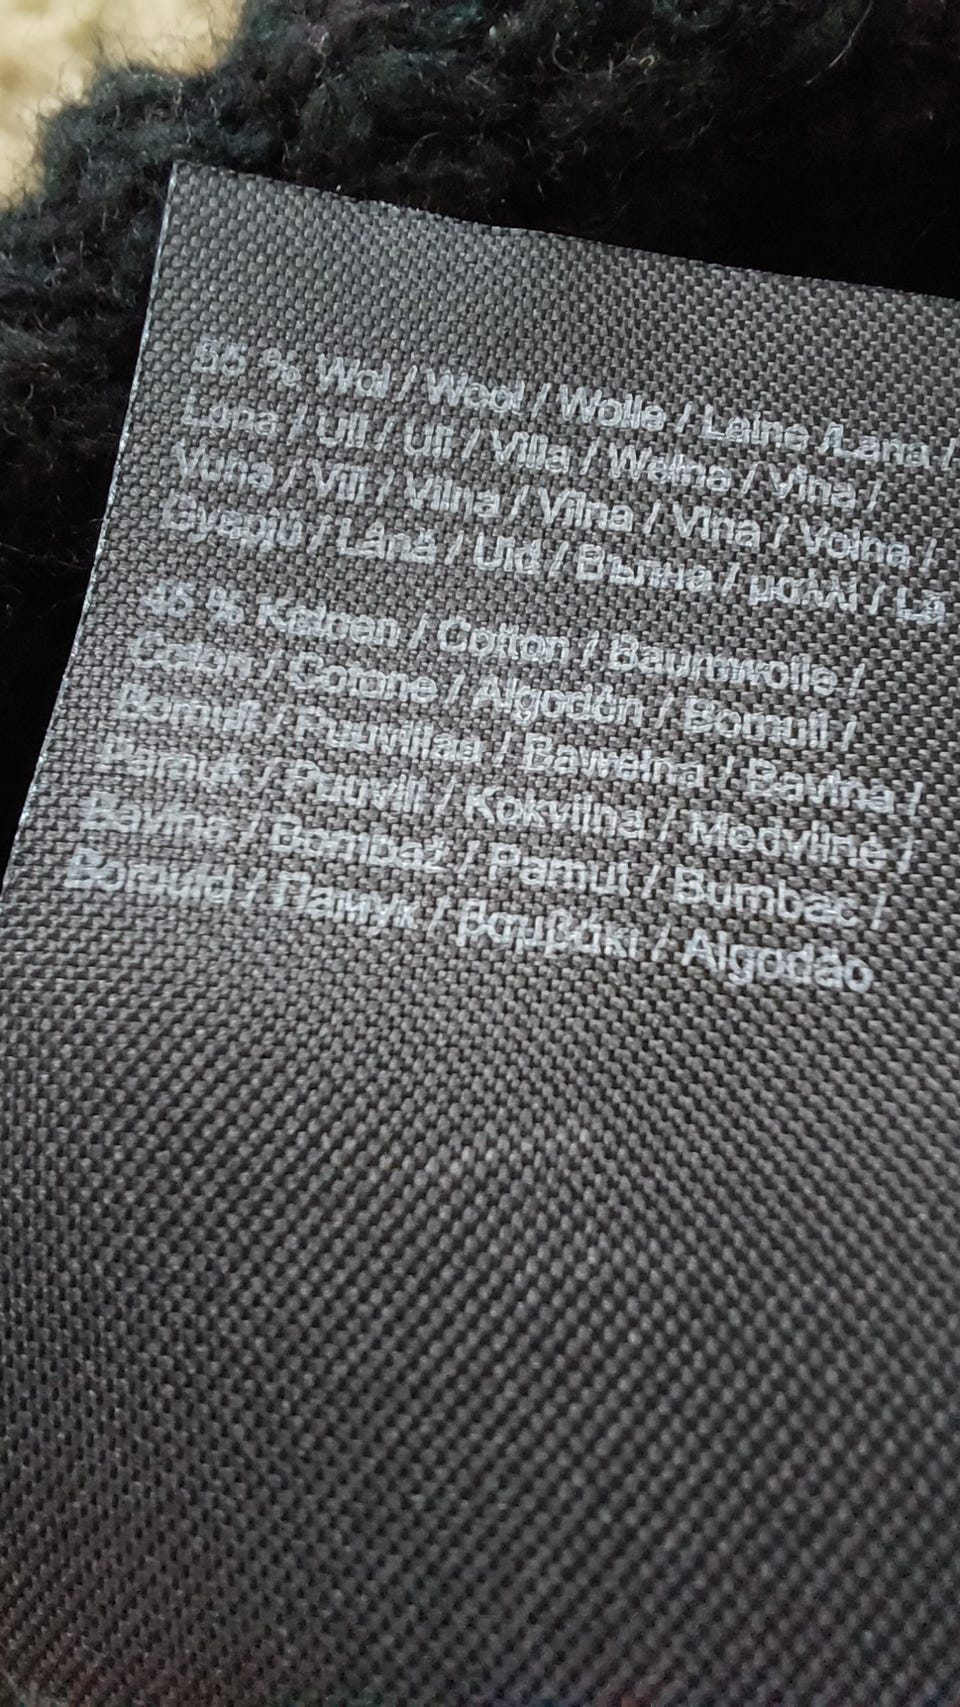 55 % Wol / Wool / Wolle / Laine /Lana /
Lana / Ull / Ull / Villa / Wełna / Vlna /
Vuna / Vill / Vilna / Vilna / Vlna / Volna /
Gyapjú / Lână / Uld / Вълна / μαλλί / Lã
45 % Katoen / Cotton / Baumwolle /
Coton / Cotone / Algodón / Bomull /
Bomull / Puuvillaa / Bawełna / Bavlna /
Pamuk / Puuvill / Kokvilna / Medvilnė /
Bavlna / Bombaž / Pamut / Bumbac /
Bomuld / Памук / βαμβάκι / Algodão